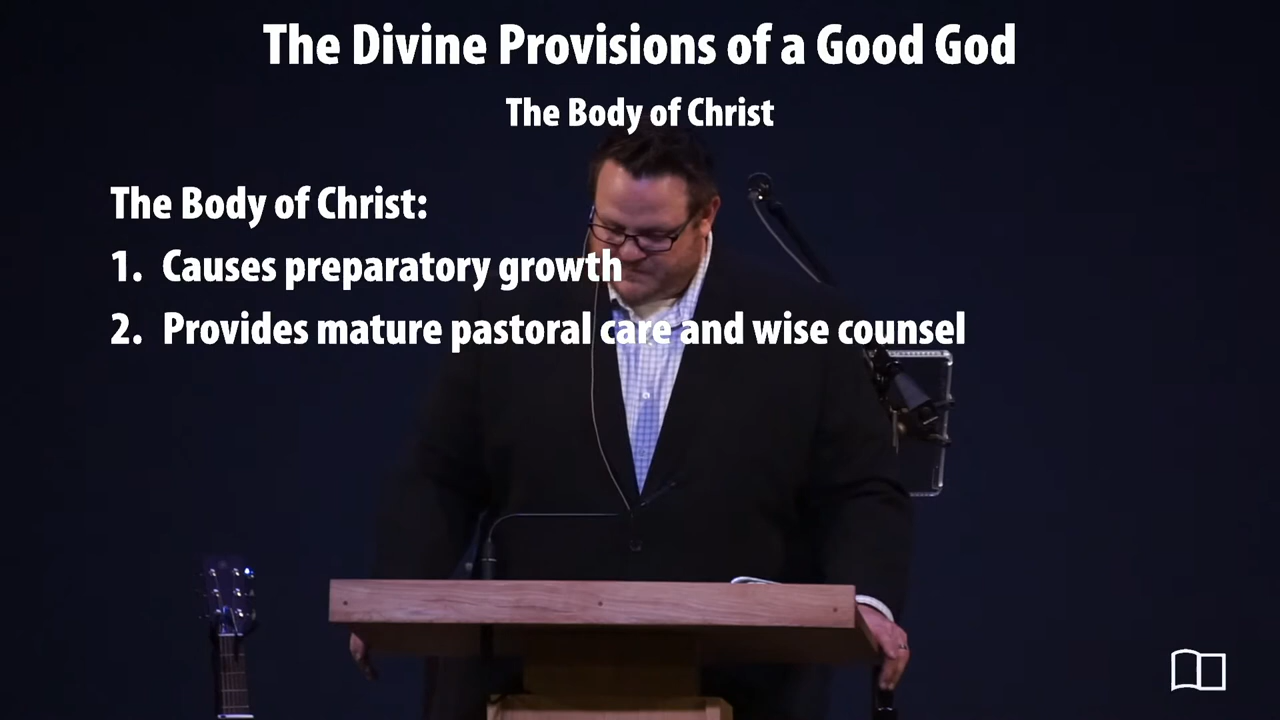 The Divine Provisions of a Good God
The Body of Christ
The Body of Christ:
1. Causes preparatory growth
2. Provides mature pastoral care and wise counsel